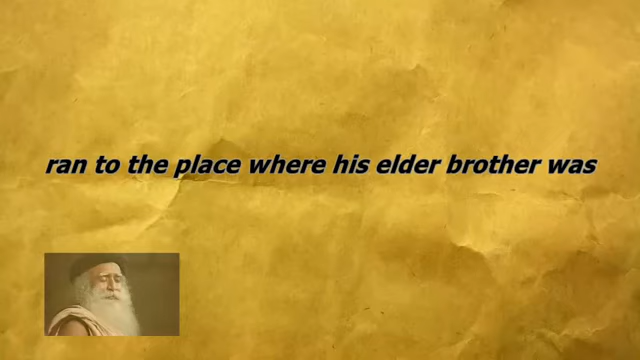 ran to the place where his elder brother was